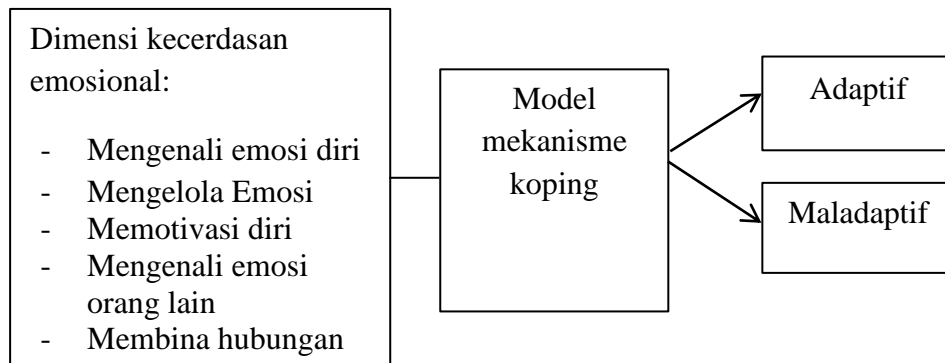 Dimensi kecerdasan
emosional:
- Mengenali emosi diri
- Mengelola Emosi
- Memotivasi diri
- Mengenali emosi
orang lain
- Membina hubungan
Model
mekanisme
koping
Adaptif
Maladaptif